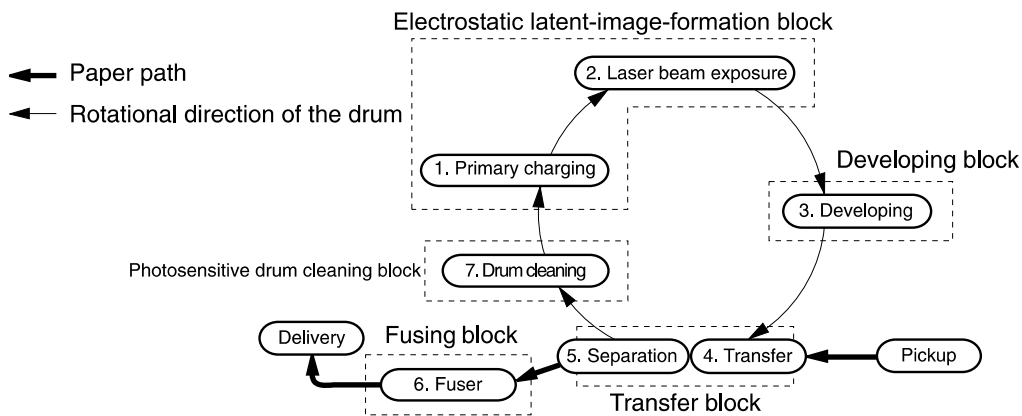 Electrostatic latent-image-formation block
Paper path
2. Laser beam exposure
Rotational direction of the drum
1. Primary charging
Developing block
3. Developing
Photosensitive drum cleaning block
7. Drum cleaning
Delivery
Fusing block
5. Separation
4. Transfer
Pickup
6. Fuser
Transfer block